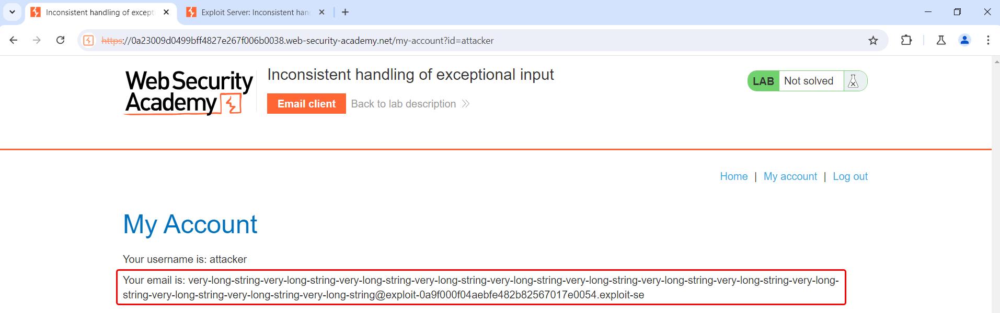 Inconsistent handling of except
Exploit Server: Inconsistent han
https://0a23009d0499bff4827e267f006b0038.web-security-academy.net/my-account?id=attacker
Web Security
Academy
Inconsistent handling of exceptional input
Email client
Back to lab description
LAB
Not solved
Home | My account | Log out
My Account
Your username is: attacker
Your email is: very-long-string-very-long-string-very-long-string-very-long-string-very-long-string-very-long-string-very-long-string-very-long-string-very-long-
string-very-long-string-very-long-string-very-long-string@exploit-0a9f000f04aebfe482b82567017e0054.exploit-se